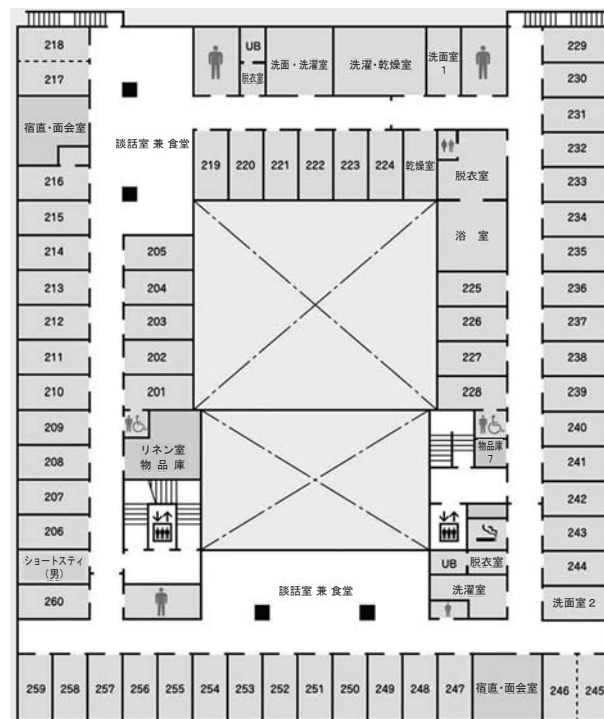 218
217
宿直・面会室
216
215
214
213
212
211
210
209
208
207
206
ショートスティ
(男)
260
談話室 兼 食堂
205
204
203
202
201
リネン室
物 品 庫
UB
脱衣室
洗面・洗濯室
洗濯・乾燥室
洗面室
1
219
220
221
222
223
224
乾燥室
脱衣室
浴 室
225
226
227
228
物品庫
7
UB
脱衣室
洗濯室
談話室 兼 食堂
229
230
231
232
233
234
235
236
237
238
239
240
241
242
243
244
洗面室 2
259
258
257
256
255
254
253
252
251
250
249
248
247
宿直・面会室
246
245